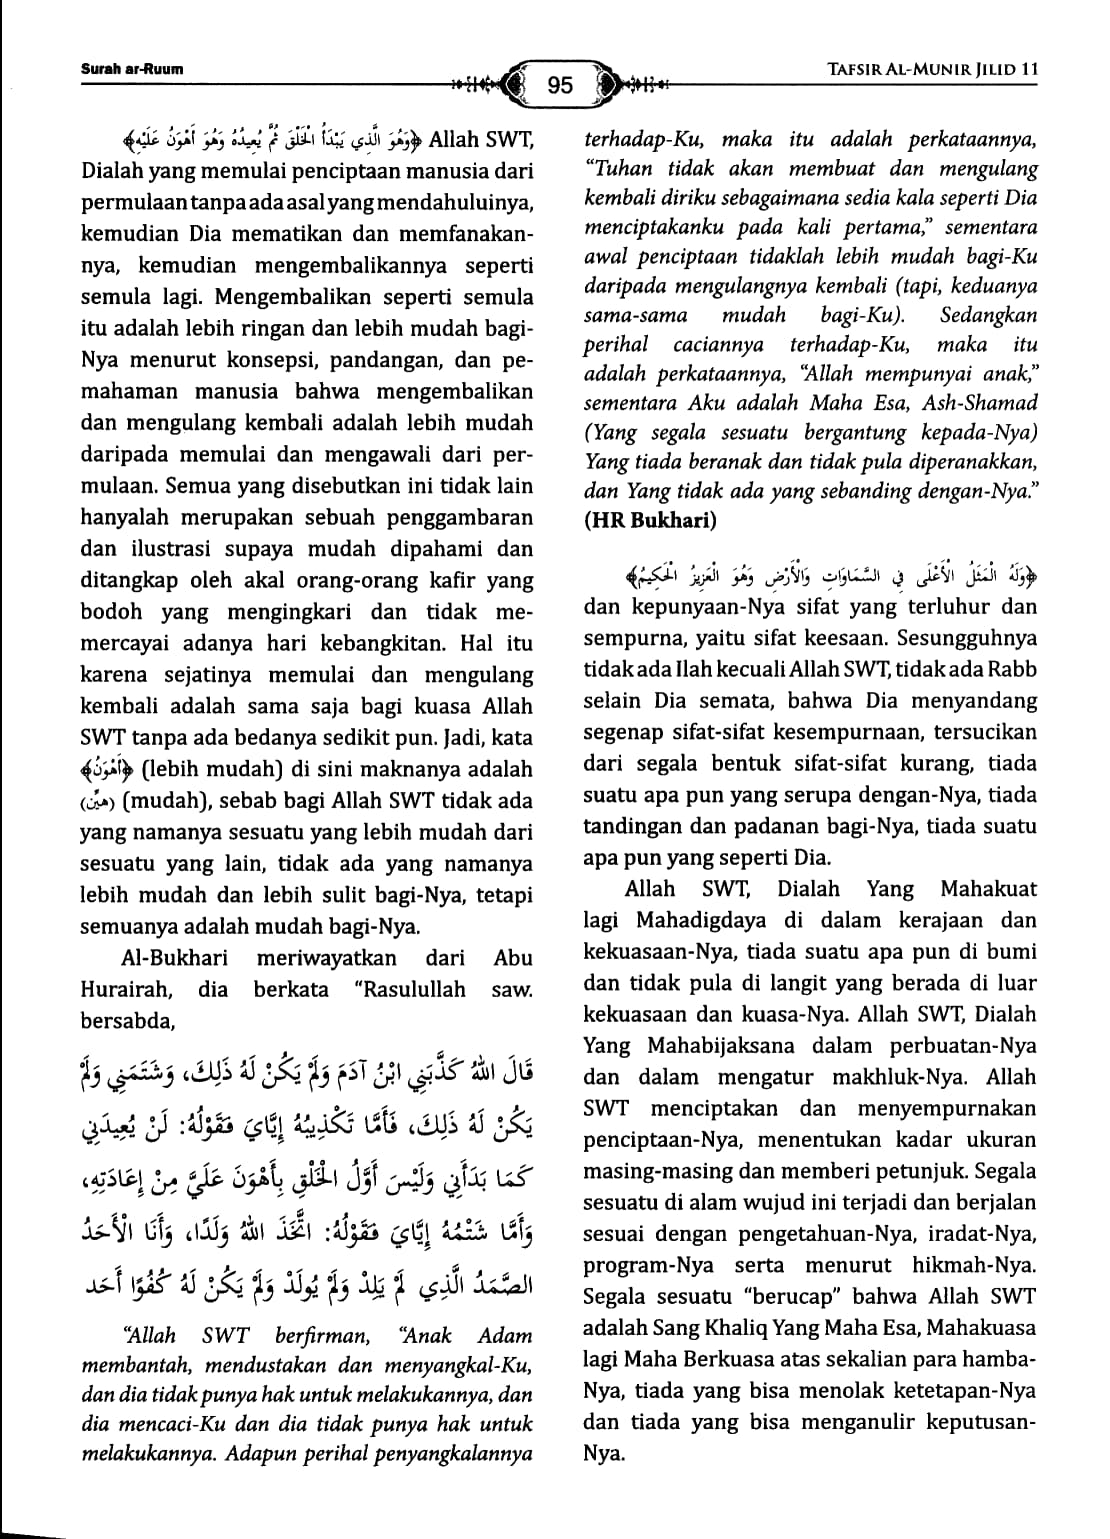 Surah ar-Ruum
95
TAFSIR AL-MUNIR JILID 11
﴿وَهُوَ الَّذِي يَبْدَأُ الْخَلْقَ ثُمَّ يُعِيدُهُ وَهُوَ أَهْوَنُ عَلَيْهِ﴾ Allah SWT,
Dialah yang memulai penciptaan manusia dari
permulaan tanpa ada asal yang mendahuluinya,
kemudian Dia mematikan dan memfanakan-
nya, kemudian mengembalikannya seperti
semula lagi. Mengembalikan seperti semula
itu adalah lebih ringan dan lebih mudah bagi-
Nya menurut konsepsi, pandangan, dan pe-
mahaman manusia bahwa mengembalikan
dan mengulang kembali adalah lebih mudah
daripada memulai dan mengawali dari per-
mulaan. Semua yang disebutkan ini tidak lain
hanyalah merupakan sebuah penggambaran
dan ilustrasi supaya mudah dipahami dan
ditangkap oleh akal orang-orang kafir yang
bodoh yang mengingkari dan tidak me-
mercayai adanya hari kebangkitan. Hal itu
karena sejatinya memulai dan mengulang
kembali adalah sama saja bagi kuasa Allah
SWT tanpa ada bedanya sedikit pun. Jadi, kata
﴿أَهْوَنُ﴾ (lebih mudah) di sini maknanya adalah
(هَيِّن) (mudah), sebab bagi Allah SWT tidak ada
yang namanya sesuatu yang lebih mudah dari
sesuatu yang lain, tidak ada yang namanya
lebih mudah dan lebih sulit bagi-Nya, tetapi
semuanya adalah mudah bagi-Nya.
Al-Bukhari meriwayatkan dari Abu
Hurairah, dia berkata “Rasulullah saw.
bersabda,
قَالَ اللهُ كَذَّبَنِي ابْنُ آدَمَ وَلَمْ يَكُنْ لَهُ ذَلِكَ، وَشَتَمَنِي وَلَمْ
يَكُنْ لَهُ ذَلِكَ، فَأَمَّا تَكْذِيبُهُ إِيَّايَ فَقَوْلُهُ: لَنْ يُعِيدَنِي
كَمَا بَدَأَنِي وَلَيْسَ أَوَّلُ الْخَلْقِ بِأَهْوَنَ عَلَيَّ مِنْ إِعَادَتِهِ،
وَأَمَّا شَتْمُهُ إِيَّايَ فَقَوْلُهُ: اتَّخَذَ اللهُ وَلَدًا، وَأَنَا الْأَحَدُ
الصَّمَدُ الَّذِي لَمْ يَلِدْ وَلَمْ يُولَدْ وَلَمْ يَكُنْ لَهُ كُفُوًا أَحَد
“Allah SWT berfirman, “Anak Adam
membantah, mendustakan dan menyangkal-Ku,
dan dia tidak punya hak untuk melakukannya, dan
dia mencaci-Ku dan dia tidak punya hak untuk
melakukannya. Adapun perihal penyangkalannya
terhadap-Ku, maka itu adalah perkataannya,
“Tuhan tidak akan membuat dan mengulang
kembali diriku sebagaimana sedia kala seperti Dia
menciptakanku pada kali pertama,” sementara
awal penciptaan tidaklah lebih mudah bagi-Ku
daripada mengulangnya kembali (tapi, keduanya
sama-sama mudah bagi-Ku). Sedangkan
perihal caciannya terhadap-Ku, maka itu
adalah perkataannya, “Allah mempunyai anak,”
sementara Aku adalah Maha Esa, Ash-Shamad
(Yang segala sesuatu bergantung kepada-Nya)
Yang tiada beranak dan tidak pula diperanakkan,
dan Yang tidak ada yang sebanding dengan-Nya.”
(HR Bukhari)
﴿وَلَهُ الْمَثَلُ الْأَعْلَى فِي السَّمَاوَاتِ وَالْأَرْضِ وَهُوَ الْعَزِيزُ الْحَكِيمُ﴾
dan kepunyaan-Nya sifat yang terluhur dan
sempurna, yaitu sifat keesaan. Sesungguhnya
tidak ada Ilah kecuali Allah SWT, tidak ada Rabb
selain Dia semata, bahwa Dia menyandang
segenap sifat-sifat kesempurnaan, tersucikan
dari segala bentuk sifat-sifat kurang, tiada
suatu apa pun yang serupa dengan-Nya, tiada
tandingan dan padanan bagi-Nya, tiada suatu
apa pun yang seperti Dia.
Allah SWT, Dialah Yang Mahakuat
lagi Mahadigdaya di dalam kerajaan dan
kekuasaan-Nya, tiada suatu apa pun di bumi
dan tidak pula di langit yang berada di luar
kekuasaan dan kuasa-Nya. Allah SWT, Dialah
Yang Mahabijaksana dalam perbuatan-Nya
dan dalam mengatur makhluk-Nya. Allah
SWT menciptakan dan menyempurnakan
penciptaan-Nya, menentukan kadar ukuran
masing-masing dan memberi petunjuk. Segala
sesuatu di alam wujud ini terjadi dan berjalan
sesuai dengan pengetahuan-Nya, iradat-Nya,
program-Nya serta menurut hikmah-Nya.
Segala sesuatu “berucap” bahwa Allah SWT
adalah Sang Khaliq Yang Maha Esa, Mahakuasa
lagi Maha Berkuasa atas sekalian para hamba-
Nya, tiada yang bisa menolak ketetapan-Nya
dan tiada yang bisa menganulir keputusan-
Nya.